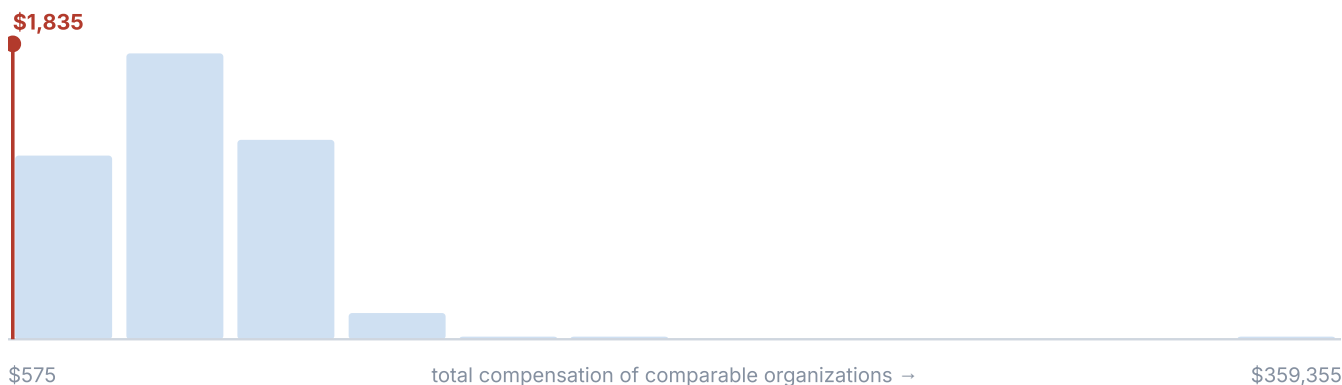 $1,835
$575
total compensation of comparable organizations →
$359,355